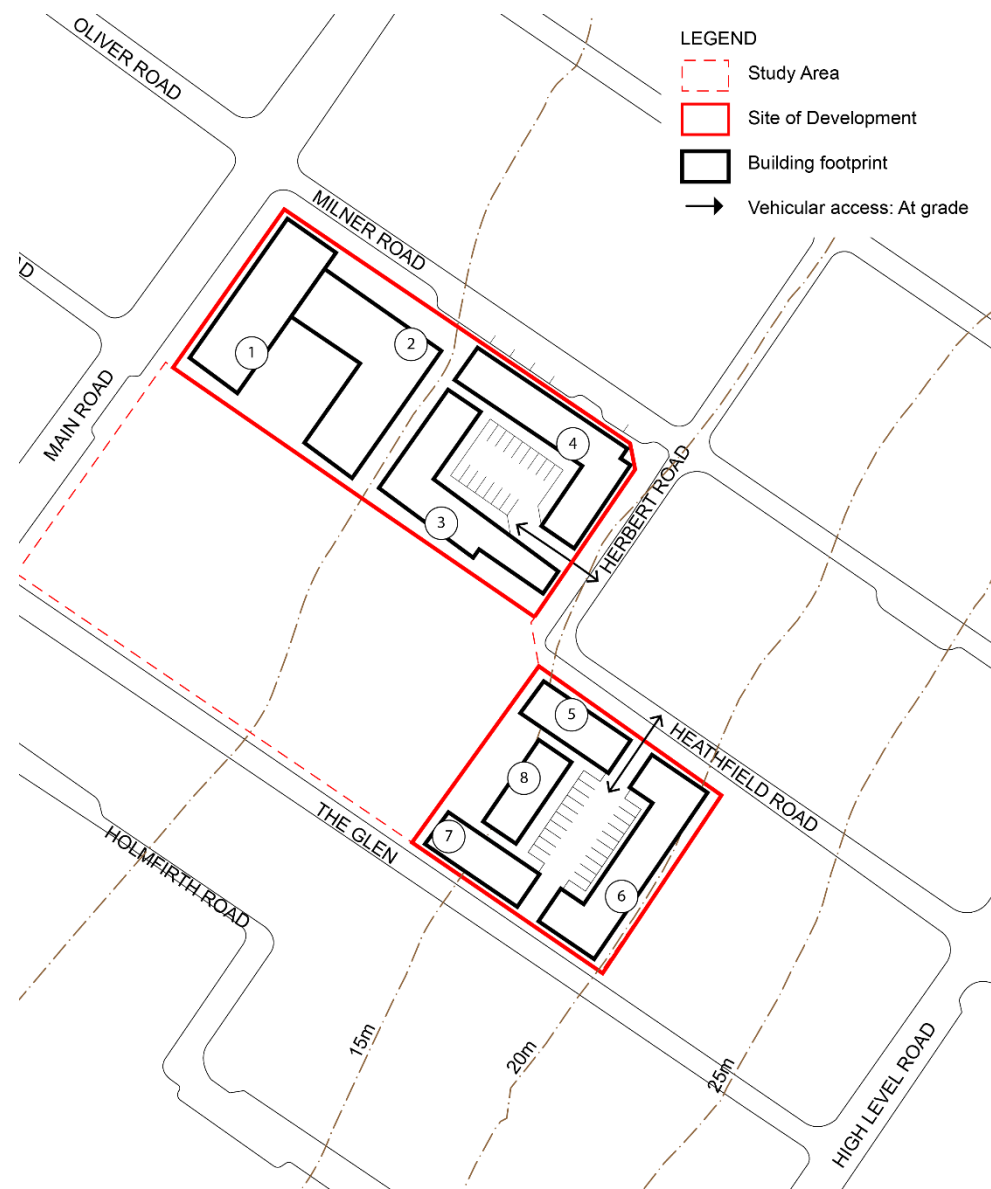 LEGEND
Study Area
Site of Development
Building footprint
Vehicular access: At grade
OLIVER ROAD
MILNER ROAD
MAIN ROAD
HERBERT ROAD
HEATHFIELD ROAD
THE GLEN
HOLMFIRTH ROAD
HIGH LEVEL ROAD
1
2
3
4
5
8
7
6
15m
20m
25m